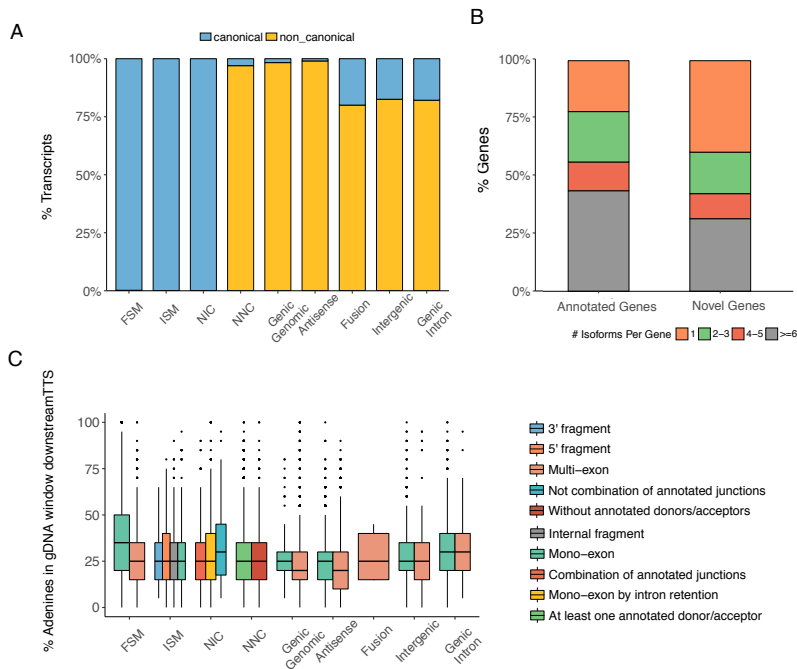 A
canonical non_canonical
% Transcripts
100%
75%
50%
25%
0%
FSM
ISM
NIC
NNC
Genic
Genomic
Antisense
Fusion
Intergenic
Genic
Intron
B
% Genes
100%
75%
50%
25%
0%
Annotated Genes Novel Genes
# Isoforms Per Gene 1 2-3 4-5 >=6
C
% Adenines in gDNA window downstreamTTS
100
75
50
25
0
FSM
ISM
NIC
NNC
Genic
Genomic
Antisense
Fusion
Intergenic
Genic
Intron
3' fragment
5' fragment
Multi-exon
Not combination of annotated junctions
Without annotated donors/acceptors
Internal fragment
Mono-exon
Combination of annotated junctions
Mono-exon by intron retention
At least one annotated donor/acceptor